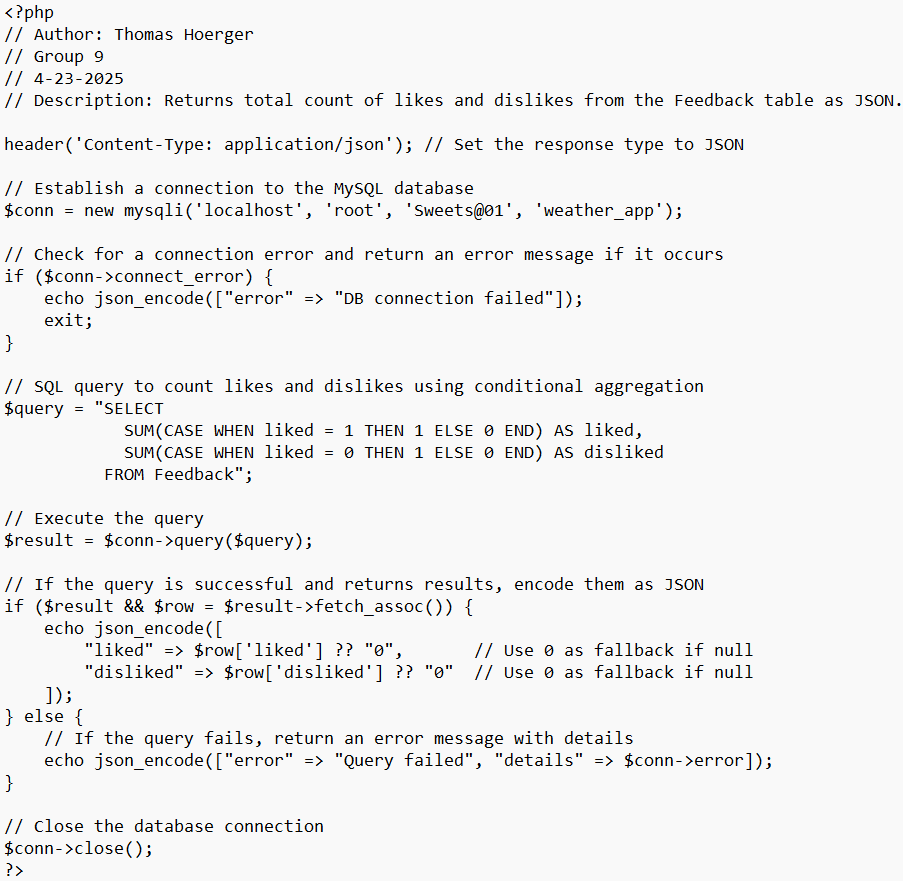 <?php
// Author: Thomas Hoerger
// Group 9
// 4-23-2025
// Description: Returns total count of likes and dislikes from the Feedback table as JSON.

header('Content-Type: application/json'); // Set the response type to JSON

// Establish a connection to the MySQL database
$conn = new mysqli('localhost', 'root', 'Sweets@01', 'weather_app');

// Check for a connection error and return an error message if it occurs
if ($conn->connect_error) {
    echo json_encode(["error" => "DB connection failed"]);
    exit;
}

// SQL query to count likes and dislikes using conditional aggregation
$query = "SELECT
            SUM(CASE WHEN liked = 1 THEN 1 ELSE 0 END) AS liked,
            SUM(CASE WHEN liked = 0 THEN 1 ELSE 0 END) AS disliked
          FROM Feedback";

// Execute the query
$result = $conn->query($query);

// If the query is successful and returns results, encode them as JSON
if ($result && $row = $result->fetch_assoc()) {
    echo json_encode([
        "liked" => $row['liked'] ?? "0",       // Use 0 as fallback if null
        "disliked" => $row['disliked'] ?? "0"  // Use 0 as fallback if null
    ]);
} else {
    // If the query fails, return an error message with details
    echo json_encode(["error" => "Query failed", "details" => $conn->error]);
}

// Close the database connection
$conn->close();
?>